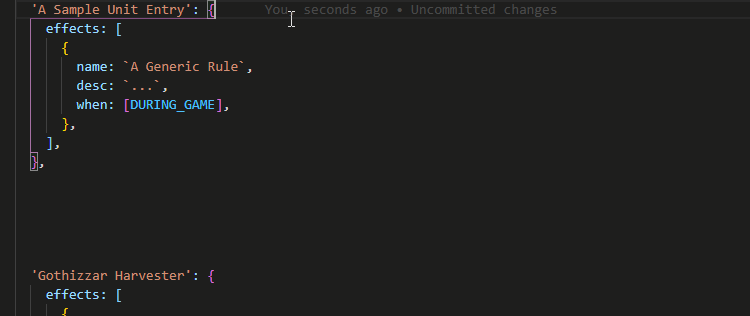 'A Sample Unit Entry': { You, seconds ago • Uncommitted changes
effects: [
{
name: `A Generic Rule`,
desc: `...`,
when: [DURING_GAME],
},
],
},
'Gothizzar Harvester': {
effects: [
{